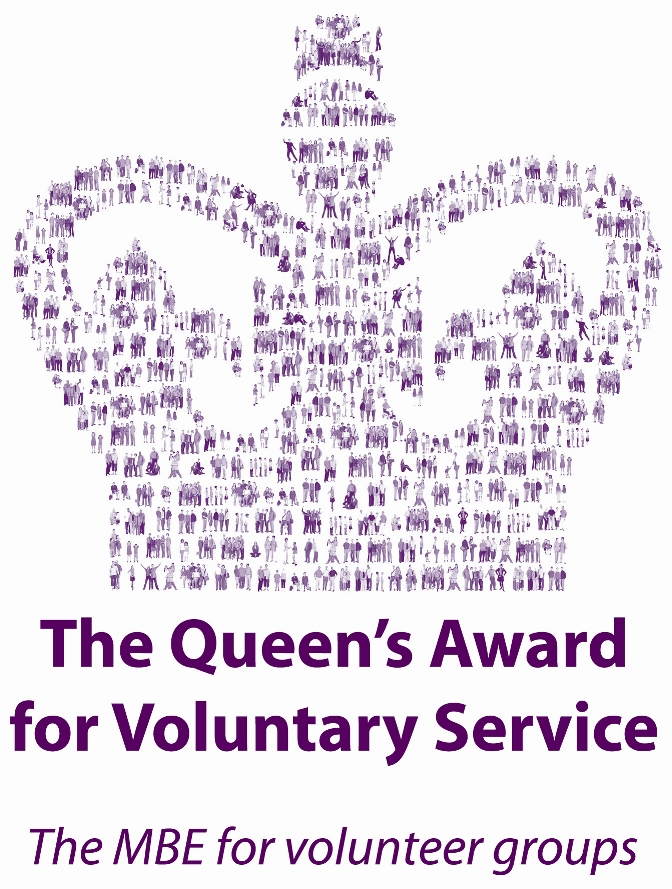 The Queen’s Award
for Voluntary Service
The MBE for volunteer groups